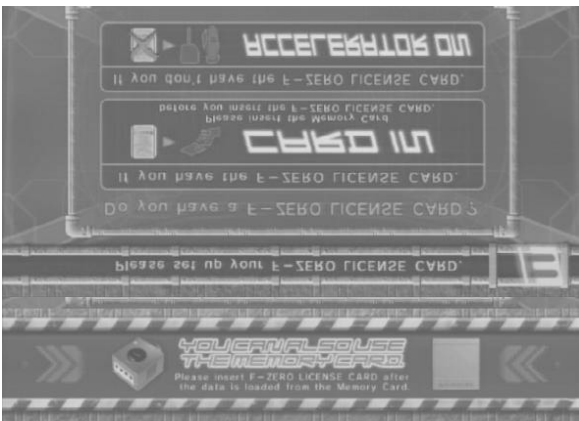 Please set up your F-ZERO LICENSE CARD.
13
Do you have a F-ZERO LICENSE CARD?
If you have the F-ZERO LICENSE CARD.
CARD IN
Please insert the Memory Card
before you insert the F-ZERO LICENSE CARD.
If you don't have the F-ZERO LICENSE CARD.
ACCELERATOR ON
YOU CAN ALSO USE
THE MEMORY CARD.
Please insert F-ZERO LICENSE CARD after
the data is loaded from the Memory Card.